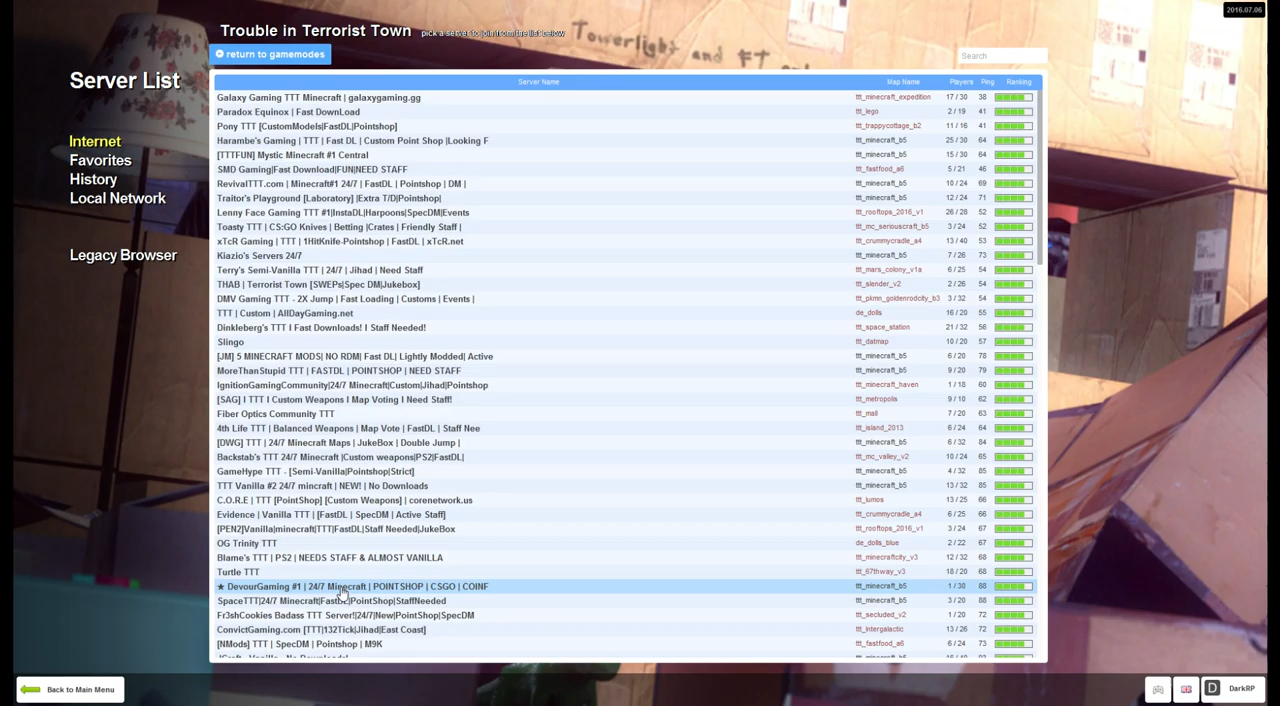 2016.07.06
Trouble in Terrorist Town pick a server to join from the list below
return to gamemodes
Search
Server List
Internet
Favorites
History
Local Network
Legacy Browser
Server Name Map Name Players Ping Ranking
Galaxy Gaming TTT Minecraft | galaxygaming.gg ttt_minecraft_expedition 17 / 30 38
Paradox Equinox | Fast DownLoad ttt_lego 2 / 19 41
Pony TTT [CustomModels|FastDL|Pointshop] ttt_trappycottage_b2 11 / 16 41
Harambe's Gaming | TTT | Fast DL | Custom Point Shop |Looking F ttt_minecraft_b5 25 / 30 64
[TTTFUN] Mystic Minecraft #1 Central ttt_minecraft_b5 15 / 30 64
SMD Gaming|Fast Download|FUN|NEED STAFF ttt_fastfood_a6 5 / 21 46
RevivalTTT.com | Minecraft#1 24/7 | FastDL | Pointshop | DM | ttt_minecraft_b5 10 / 24 69
Traitor's Playground [Laboratory] |Extra T/D|Pointshop| ttt_minecraft_b5 12 / 24 71
Lenny Face Gaming TTT #1|InstaDL|Harpoons|SpecDM|Events ttt_rooftops_2016_v1 26 / 28 52
Toasty TTT | CS:GO Knives | Betting |Crates | Friendly Staff | ttt_mc_seriouscraft_b5 3 / 24 52
xTcR Gaming | TTT | 1HitKnife-Pointshop | FastDL | xTcR.net ttt_crummycradle_a4 13 / 40 53
Kiazio's Servers 24/7 ttt_minecraft_b5 7 / 26 73
Terry's Semi-Vanilla TTT | 24/7 | Jihad | Need Staff ttt_mars_colony_v1a 6 / 25 54
THAB | Terrorist Town [SWEPs|Spec DM|Jukebox] ttt_slender_v2 2 / 26 54
DMV Gaming TTT - 2X Jump | Fast Loading | Customs | Events | ttt_pkmn_goldenrodcity_b3 3 / 32 54
TTT | Custom | AllDayGaming.net de_dolls 16 / 20 55
Dinkleberg's TTT I Fast Downloads! I Staff Needed! ttt_space_station 21 / 32 56
Slingo ttt_datmap 10 / 20 57
[JM] 5 MINECRAFT MODS| NO RDM| Fast DL| Lightly Modded| Active ttt_minecraft_b5 6 / 20 78
MoreThanStupid TTT | FASTDL | POINTSHOP | NEED STAFF ttt_minecraft_b5 9 / 20 79
IgnitionGamingCommunity|24/7 Minecraft|Custom|Jihad|Pointshop ttt_minecraft_haven 1 / 18 60
[SAG] I TTT I Custom Weapons I Map Voting I Need Staff! ttt_metropolis 9 / 10 62
Fiber Optics Community TTT ttt_mall 7 / 20 63
4th Life TTT | Balanced Weapons | Map Vote | FastDL | Staff Nee ttt_island_2013 6 / 24 64
[DWG] TTT | 24/7 Minecraft Maps | JukeBox | Double Jump | ttt_minecraft_b5 6 / 32 84
Backstab's TTT 24/7 Minecraft |Custom weapons|PS2|FastDL| ttt_mc_valley_v2 10 / 24 65
GameHype TTT - [Semi-Vanilla|Pointshop|Strict] ttt_minecraft_b5 4 / 32 85
TTT Vanilla #2 24/7 mincraft | NEW! | No Downloads ttt_minecraft_b5 13 / 32 85
C.O.R.E | TTT [PointShop] [Custom Weapons] | corenetwork.us ttt_lumos 13 / 25 66
Evidence | Vanilla TTT | [FastDL | SpecDM | Active Staff] ttt_crummycradle_a4 6 / 25 66
[PEN2]Vanilla|minecraft|TTT|FastDL|Staff Needed|JukeBox ttt_rooftops_2016_v1 3 / 24 67
OG Trinity TTT de_dolls_blue 2 / 22 67
Blame's TTT | PS2 | NEEDS STAFF & ALMOST VANILLA ttt_minecraftcity_v3 12 / 32 68
Turtle TTT ttt_67thway_v3 18 / 20 68
★ DevourGaming #1 | 24/7 Minecraft | POINTSHOP | CSGO | COINF ttt_minecraft_b5 1 / 30 88
SpaceTTT|24/7 Minecraft|FastDL|PointShop|StaffNeeded ttt_minecraft_b5 3 / 20 88
Fr3shCookies Badass TTT Server!|24/7|New|PointShop|SpecDM ttt_secluded_v2 1 / 20 72
ConvictGaming.com [TTT|132Tick|Jihad|East Coast] ttt_intergalactic 13 / 26 72
[NMods] TTT | SpecDM | Pointshop | M9K ttt_fastfood_a6 6 / 24 73
Back to Main Menu
D DarkRP